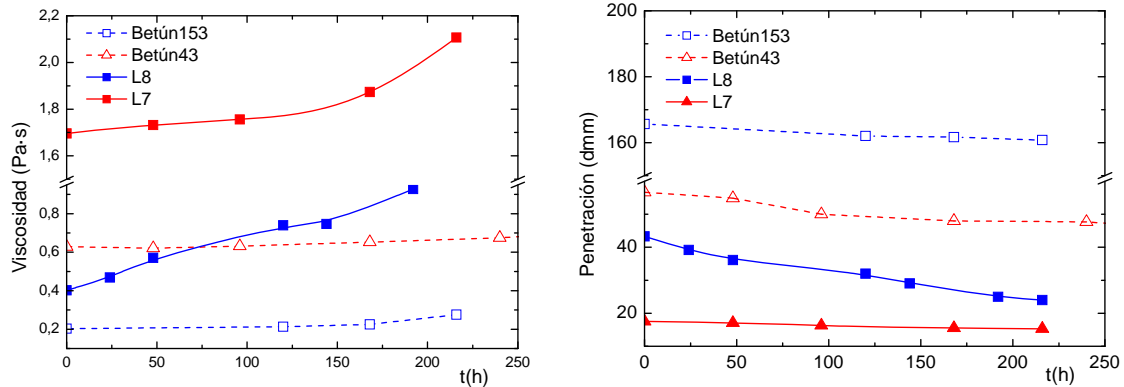 2,2
2,0
1,8
1,6
0,8
0,6
0,4
0,2
Viscosidad (Pa·s)
Betún153
Betún43
L8
L7
0 50 100 150 200 250
t(h)
200
180
160
40
20
Penetración (dmm)
Betún153
Betún43
L8
L7
0 50 100 150 200 250
t(h)